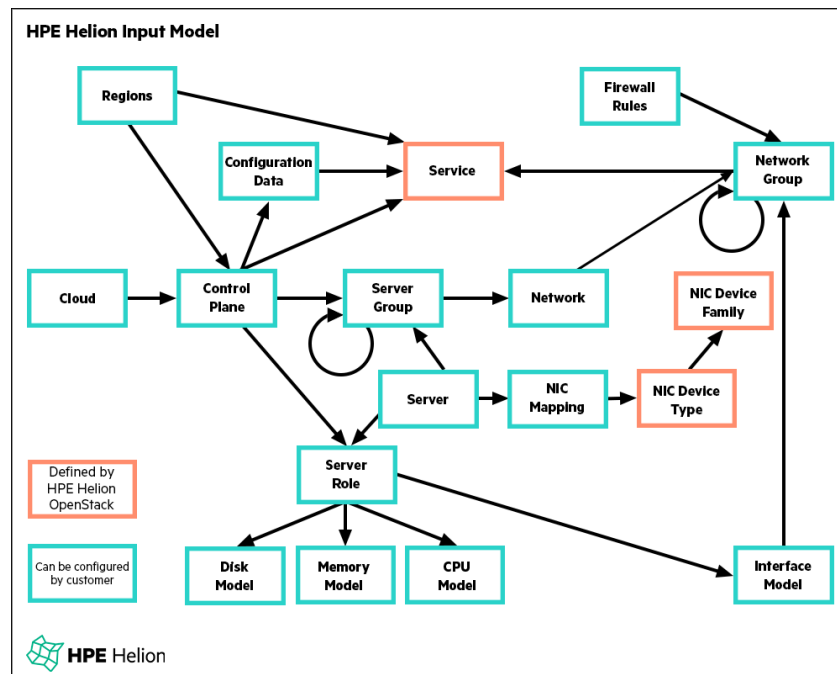 HPE Helion Input Model
Regions
Firewall
Rules
Configuration
Data
Service
Network
Group
Cloud
Control
Plane
Server
Group
Network
NIC Device
Family
Server
NIC
Mapping
NIC Device
Type
Defined by
HPE Helion
OpenStack
Server
Role
Can be configured
by customer
Disk
Model
Memory
Model
CPU
Model
Interface
Model
HPE Helion